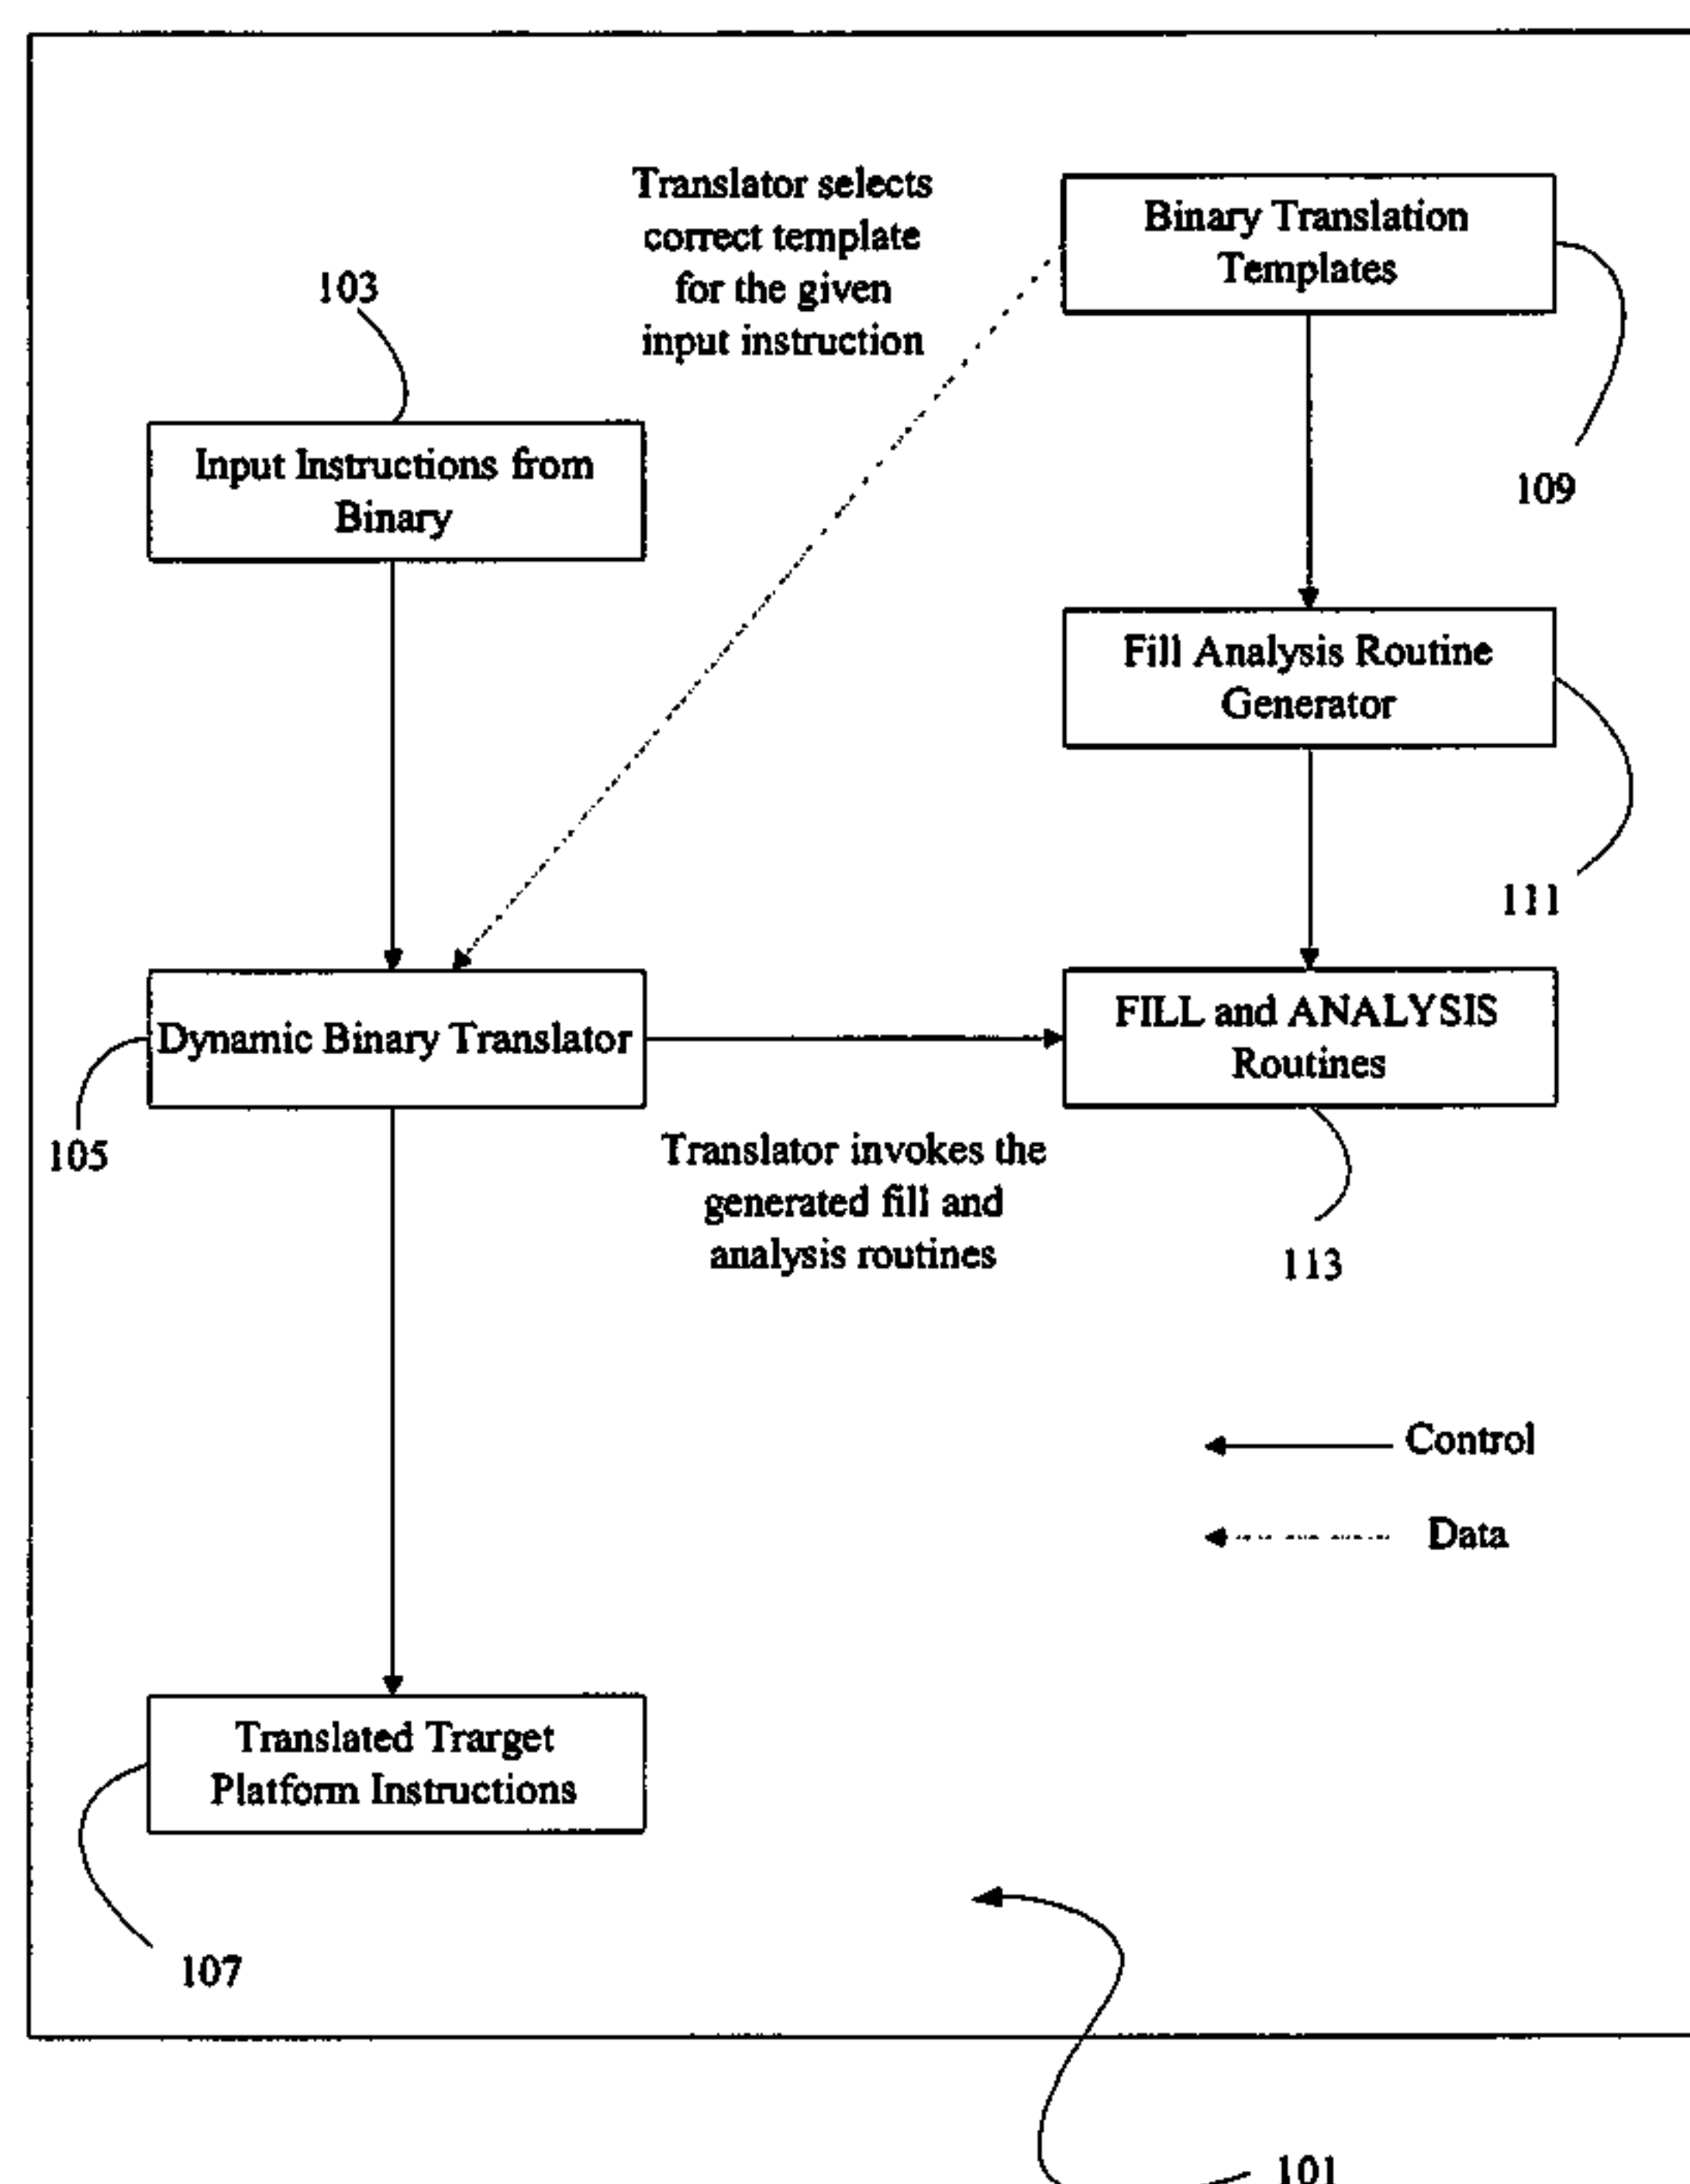 Translator selects
correct template
for the given
input instruction
Binary Translation
Templates
103
Input Instructions from
Binary
109
Fill Analysis Routine
Generator
111
Dynamic Binary Translator
FILL and ANALYSIS
Routines
105
Translator invokes the
generated fill and
analysis routines
113
Control
Data
Translated Trarget
Platform Instructions
107
101